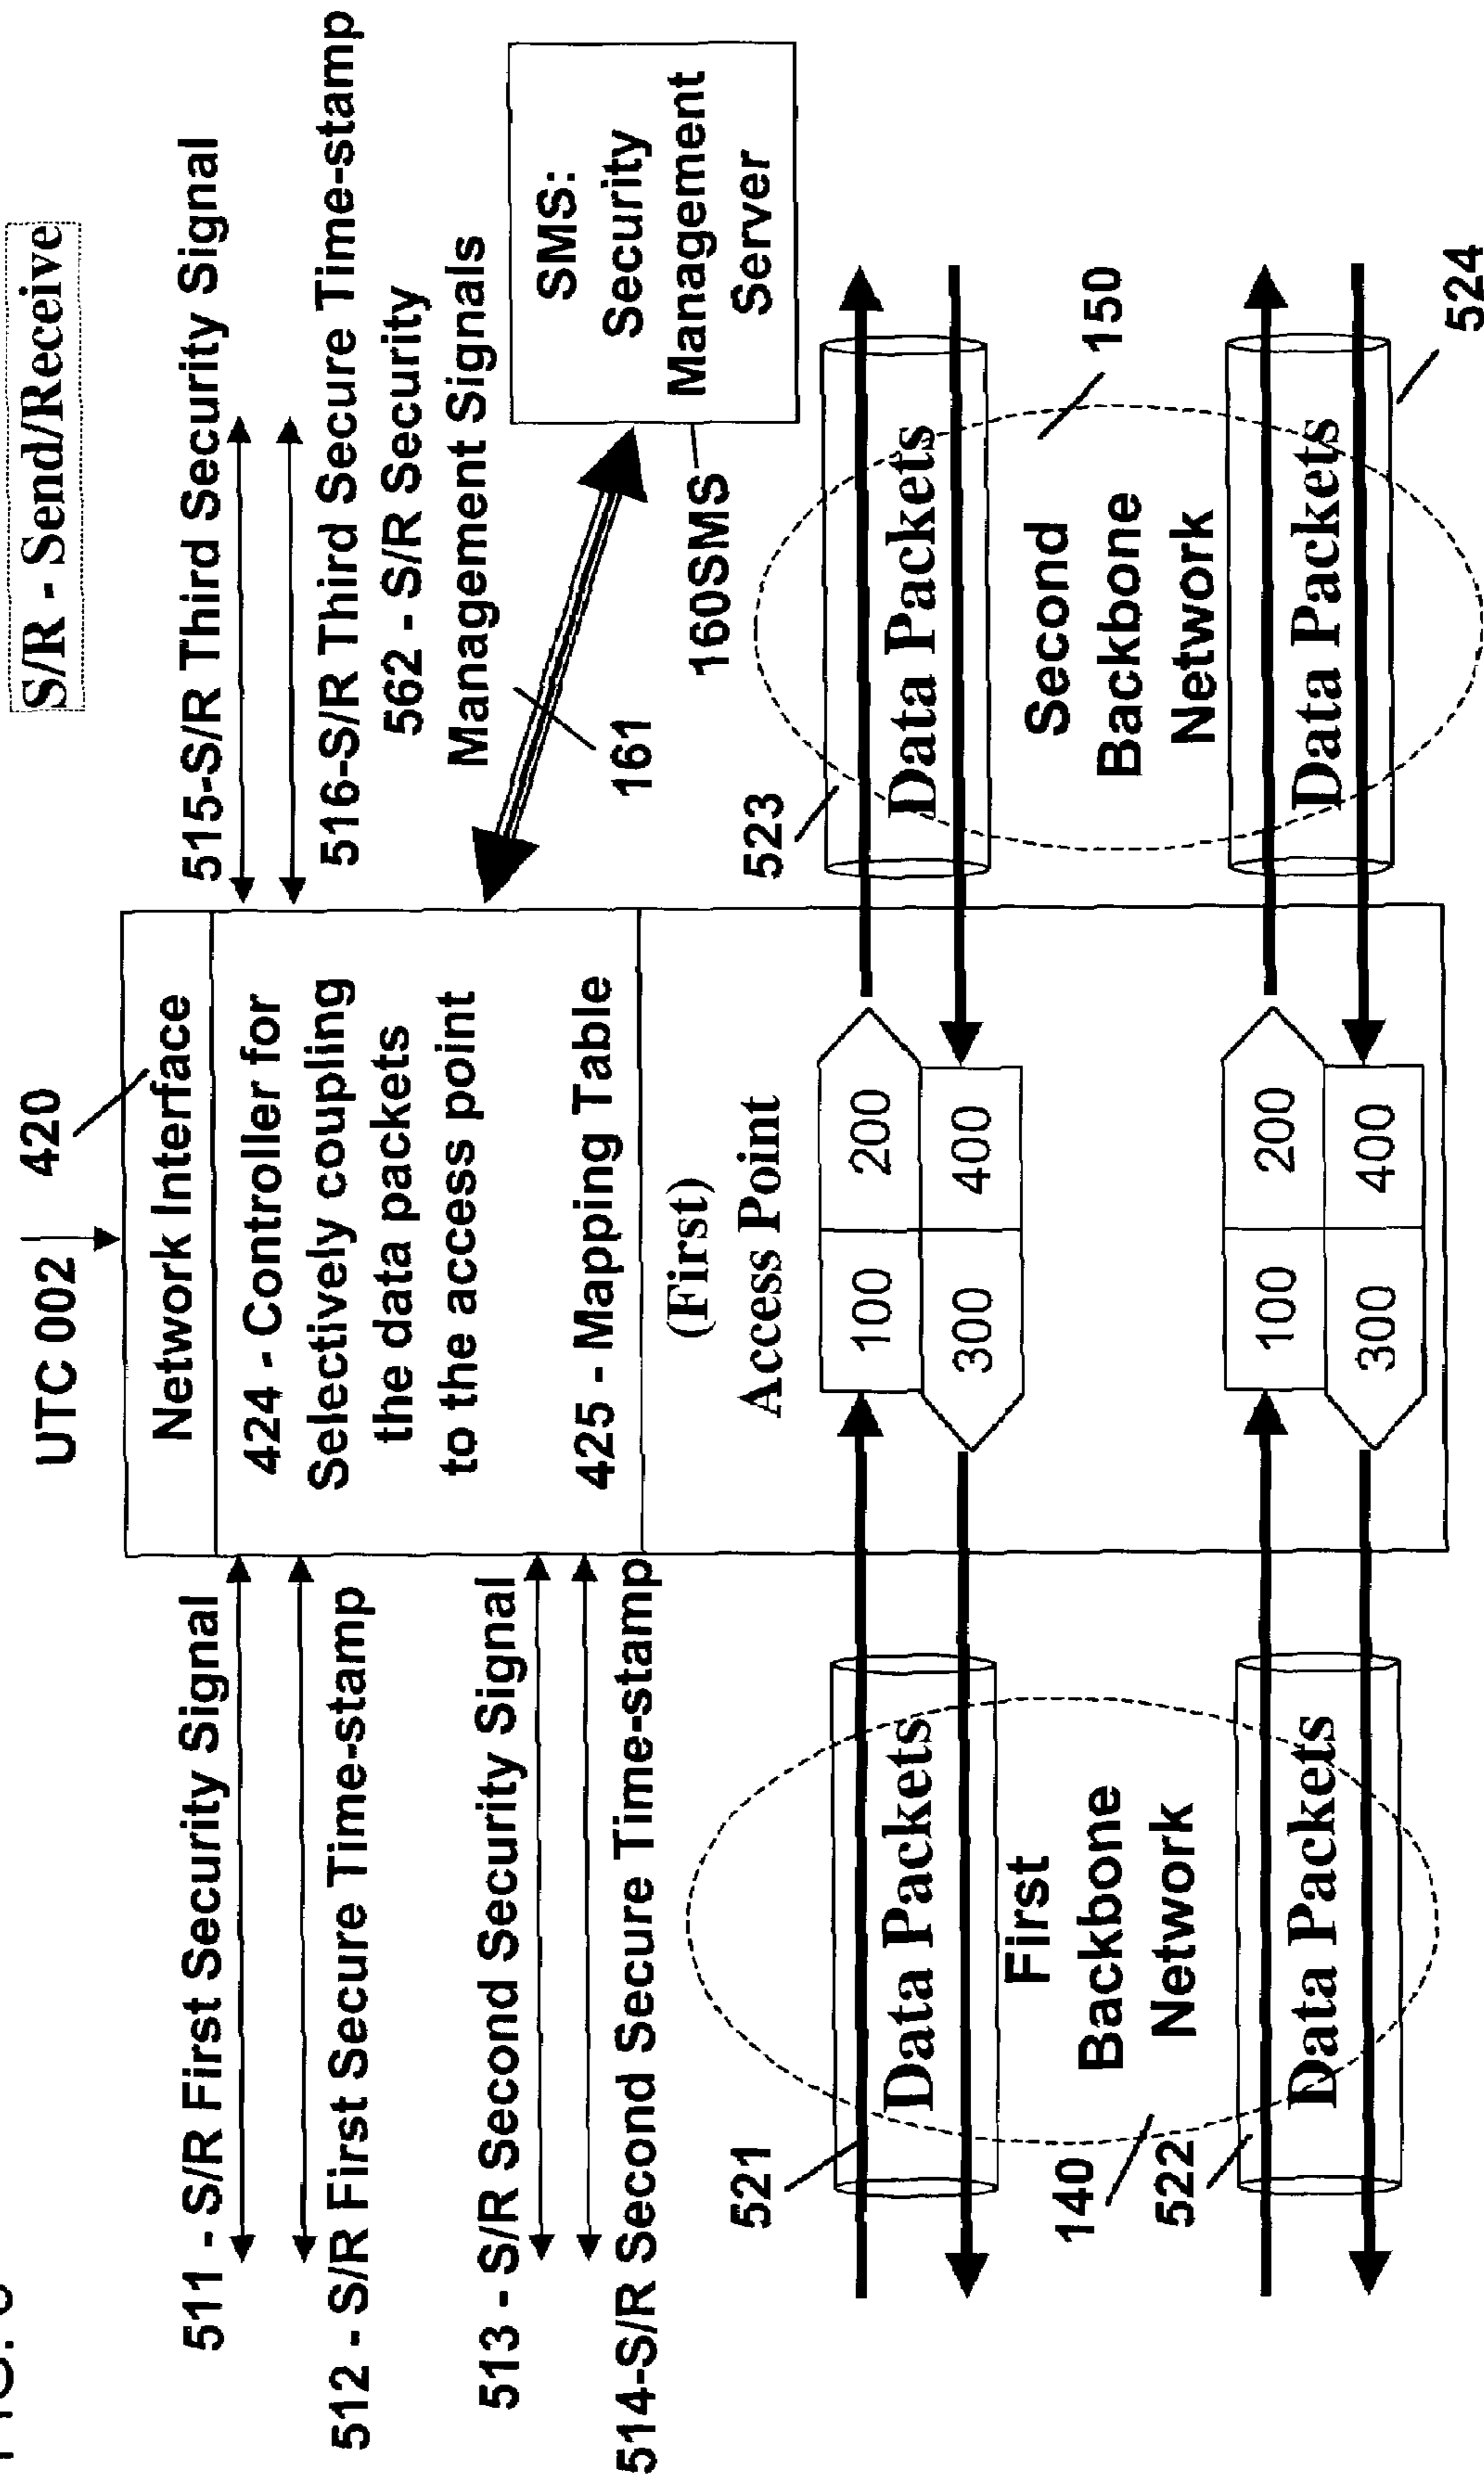 S/R - Send/Receive
UTC 002
420
511 - S/R First Security Signal
512 - S/R First Secure Time-stamp
513 - S/R Second Security Signal
514-S/R Second Secure Time-stamp
Network Interface
424 - Controller for
Selectively coupling
the data packets
to the access point
425 - Mapping Table
515-S/R Third Security Signal
516-S/R Third Secure Time-stamp
562 - S/R Security
Management Signals
161
SMS:
Security
Management
Server
160SMS
(First)
Access Point
521
Data Packets
100
200
300
400
523
Data Packets
First
Backbone
Network
140
Second
Backbone
Network
150
522
Data Packets
100
200
300
400
Data Packets
524